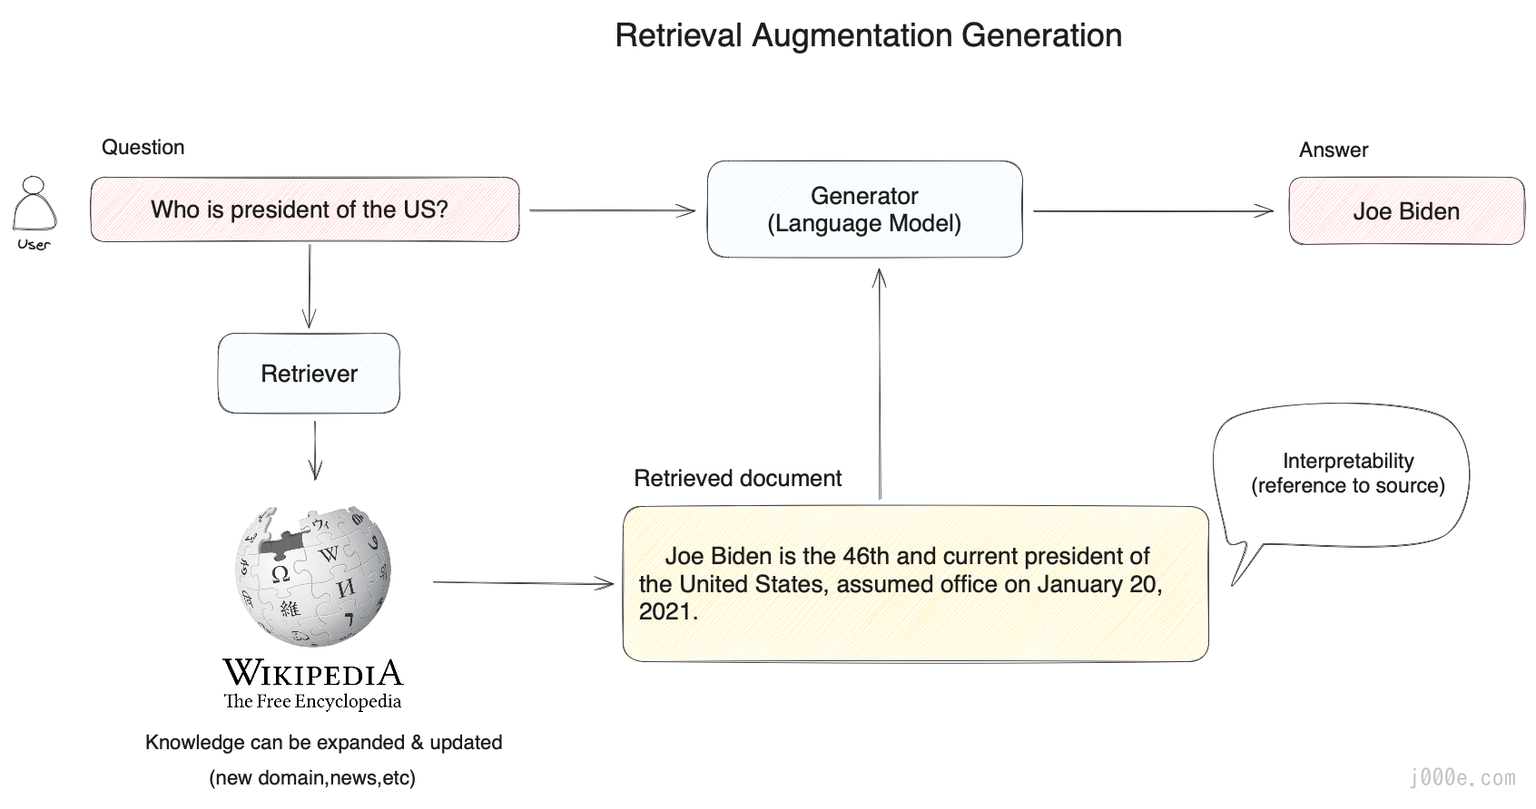 Retrieval Augmentation Generation
Question
Answer
User
Who is president of the US?
Generator
(Language Model)
Joe Biden
Retriever
Interpretability
(reference to source)
Retrieved document
Joe Biden is the 46th and current president of
the United States, assumed office on January 20,
2021.
ウィ
W
Ω
И
維
WIKIPEDIA
The Free Encyclopedia
Knowledge can be expanded & updated
(new domain,news,etc)
j000e.com